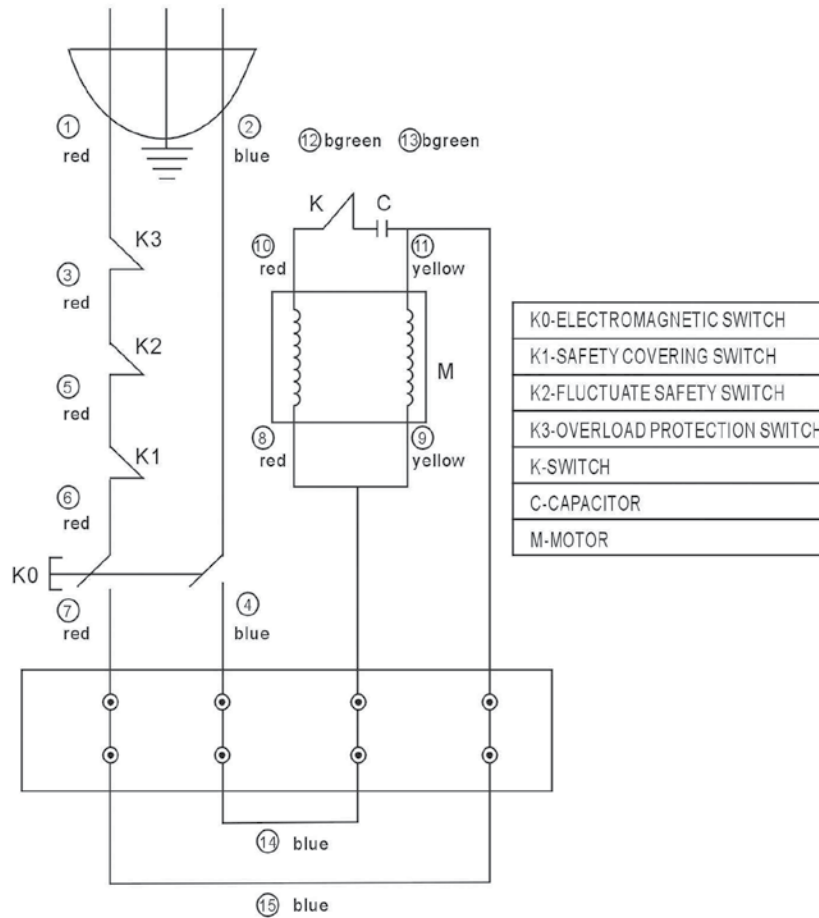 ① ②
red blue
⑫bgreen ⑬bgreen
K C
⑩ ⑪
red yellow
K3
③
red
K2
⑤
red
M
⑧ ⑨
red yellow
K1
⑥
red
K0
⑦ ④
red blue
⑭ blue
⑮ blue
K0-ELECTROMAGNETIC SWITCH
K1-SAFETY COVERING SWITCH
K2-FLUCTUATE SAFETY SWITCH
K3-OVERLOAD PROTECTION SWITCH
K-SWITCH
C-CAPACITOR
M-MOTOR